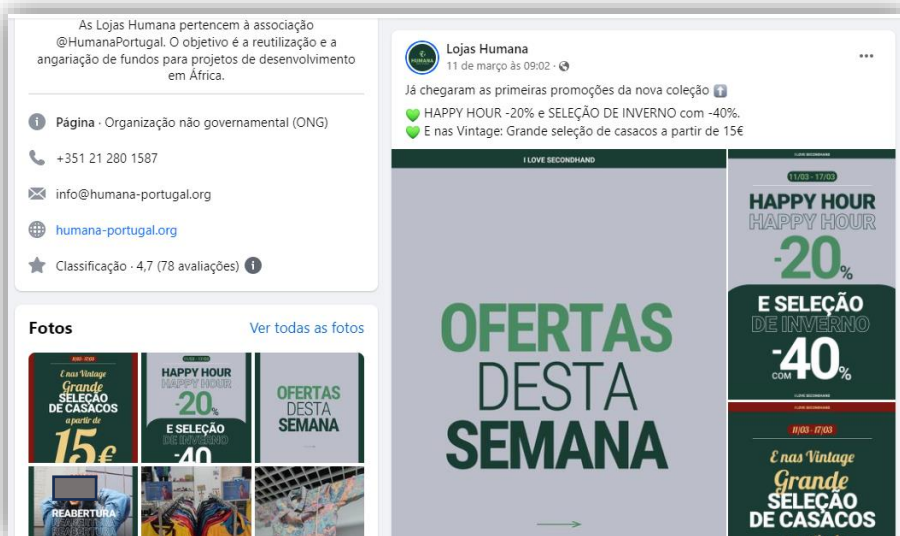 As Lojas Humana pertencem à associação
@HumanaPortugal. O objetivo é a reutilização e a
angariação de fundos para projetos de desenvolvimento
em África.
Página · Organização não governamental (ONG)
+351 21 280 1587
info@humana-portugal.org
humana-portugal.org
Classificação · 4,7 (78 avaliações)
Fotos
Ver todas as fotos
E nas Vintage
Grande
SELEÇÃO
DE CASACOS
a partir de
15€
HAPPY HOUR
HAPPY HOUR
-20%
E SELEÇÃO
DE INVERNO
-40
OFERTAS
DESTA
SEMANA
REABERTURA
REABERTURA
REABERTURA
HUMANA
Lojas Humana
11 de março às 09:02 ·
Já chegaram as primeiras promoções da nova coleção
HAPPY HOUR -20% e SELEÇÃO DE INVERNO com -40%.
E nas Vintage: Grande seleção de casacos a partir de 15€
I LOVE SECONDHAND
OFERTAS
DESTA
SEMANA
I LOVE SECONDHAND
11/03 - 17/03
HAPPY HOUR
HAPPY HOUR
-20%
E SELEÇÃO
DE INVERNO
COM -40%
I LOVE SECONDHAND
I LOVE SECONDHAND
11/03 - 17/03
E nas Vintage
Grande
SELEÇÃO
DE CASACOS